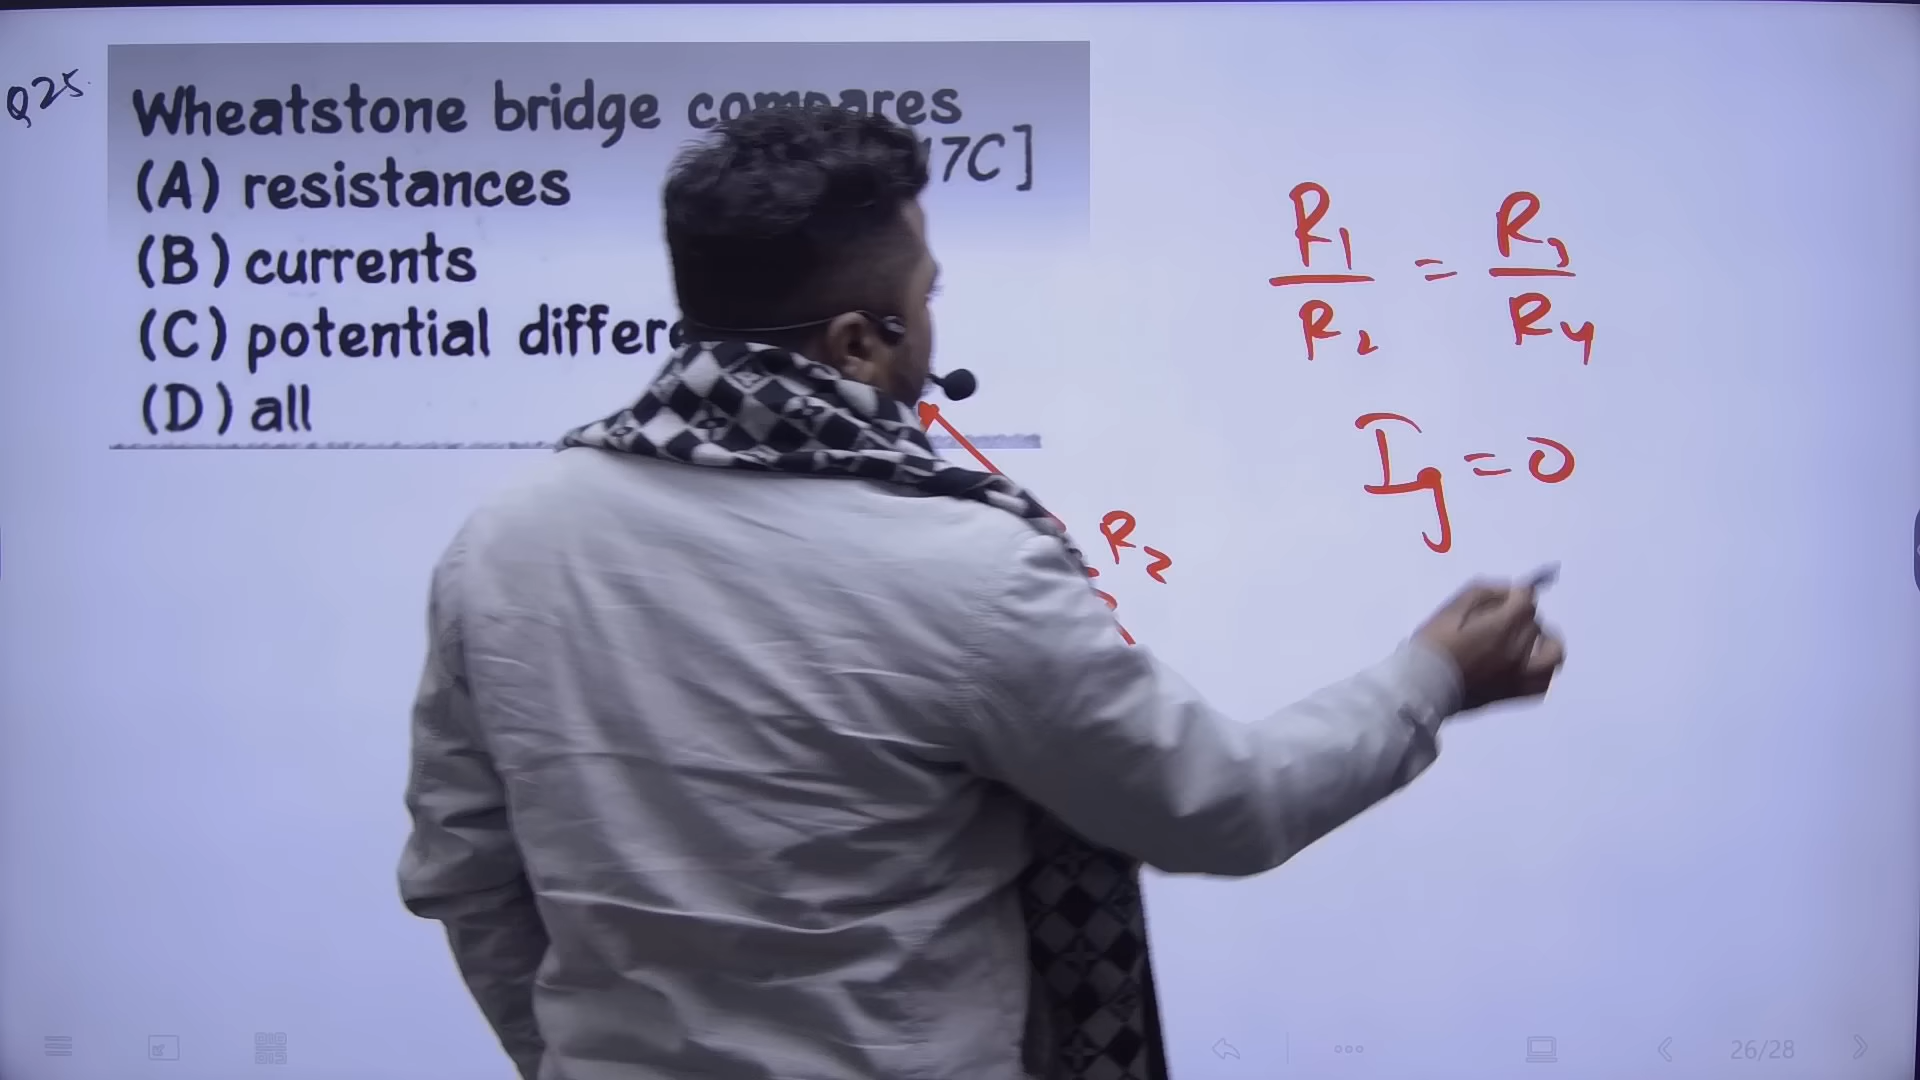 Q25.
Wheatstone bridge compares
17C]
(A) resistances
(B) currents
(C) potential differe
(D) all
R1/R2 = R3/R4
Ig = 0
R2
26/28